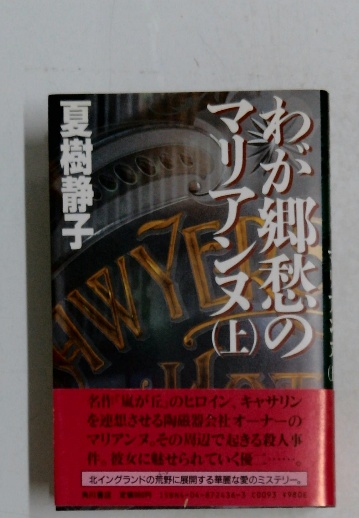 わが郷愁の
マリアンヌ(上)
夏樹静子
HWYER
名作『嵐が丘』のヒロイン、キャサリン
を連想させる陶磁器会社オーナーの
マリアンヌ。その周辺で起きる殺人事
件。彼女に魅せられていく優二……。
北イングランドの荒野に展開する華麗な愛のミステリー。
角川書店